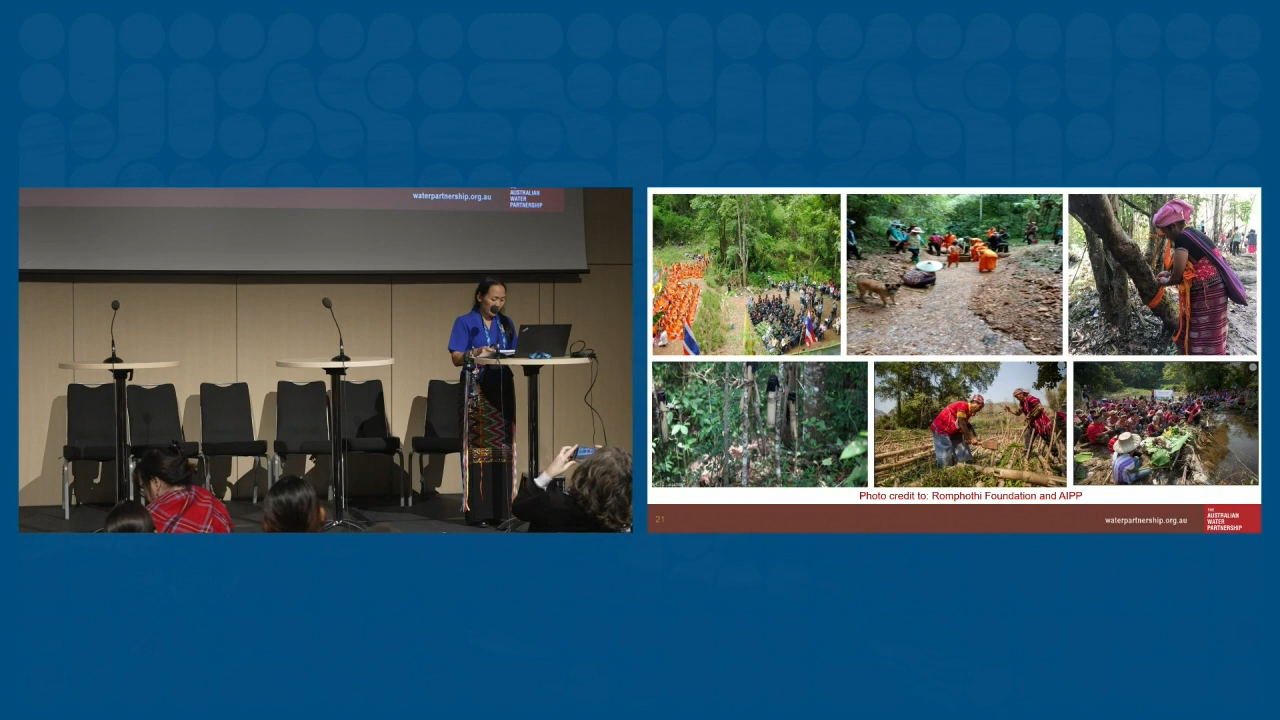 waterpartnership.org.au
AUSTRALIAN
WATER
PARTNERSHIP
Photo credit to: Romphothi Foundation and AIPP
21
waterpartnership.org.au
THE
AUSTRALIAN
WATER
PARTNERSHIP